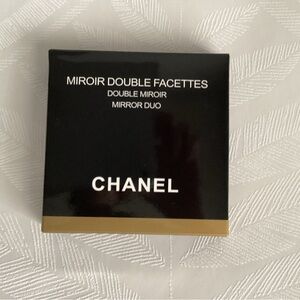 MIROIR DOUBLE FACETTES
DOUBLE MIROIR
MIRROR DUO
CHANEL